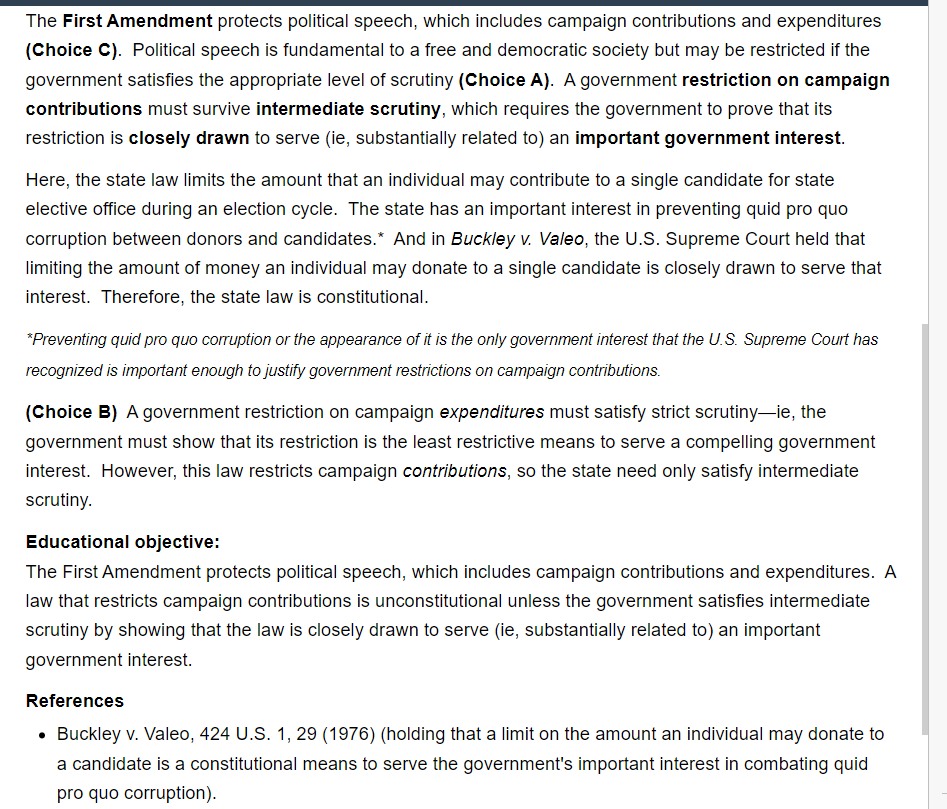 The First Amendment protects political speech, which includes campaign contributions and expenditures
(Choice C).  Political speech is fundamental to a free and democratic society but may be restricted if the
government satisfies the appropriate level of scrutiny (Choice A).  A government restriction on campaign
contributions must survive intermediate scrutiny, which requires the government to prove that its
restriction is closely drawn to serve (ie, substantially related to) an important government interest.
Here, the state law limits the amount that an individual may contribute to a single candidate for state
elective office during an election cycle.  The state has an important interest in preventing quid pro quo
corruption between donors and candidates.*  And in Buckley v. Valeo, the U.S. Supreme Court held that
limiting the amount of money an individual may donate to a single candidate is closely drawn to serve that
interest.  Therefore, the state law is constitutional.
*Preventing quid pro quo corruption or the appearance of it is the only government interest that the U.S. Supreme Court has
recognized is important enough to justify government restrictions on campaign contributions.
(Choice B)  A government restriction on campaign expenditures must satisfy strict scrutiny—ie, the
government must show that its restriction is the least restrictive means to serve a compelling government
interest.  However, this law restricts campaign contributions, so the state need only satisfy intermediate
scrutiny.
Educational objective:
The First Amendment protects political speech, which includes campaign contributions and expenditures.  A
law that restricts campaign contributions is unconstitutional unless the government satisfies intermediate
scrutiny by showing that the law is closely drawn to serve (ie, substantially related to) an important
government interest.
References
• Buckley v. Valeo, 424 U.S. 1, 29 (1976) (holding that a limit on the amount an individual may donate to
a candidate is a constitutional means to serve the government's important interest in combating quid
pro quo corruption).